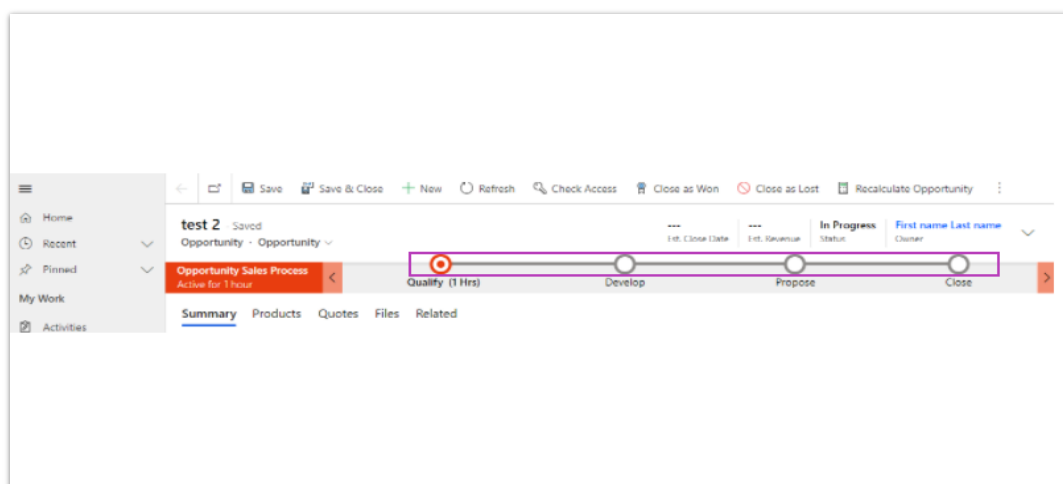 Save
Save & Close
New
Refresh
Check Access
Close as Won
Close as Lost
Recalculate Opportunity
Home
Recent
Pinned
My Work
Activities
test 2 - Saved
Opportunity · Opportunity
---
Est. Close Date
---
Est. Revenue
In Progress
Status
First name Last name
Owner
Opportunity Sales Process
Active for 1 hour
Qualify (1 Hrs)
Develop
Propose
Close
Summary
Products
Quotes
Files
Related